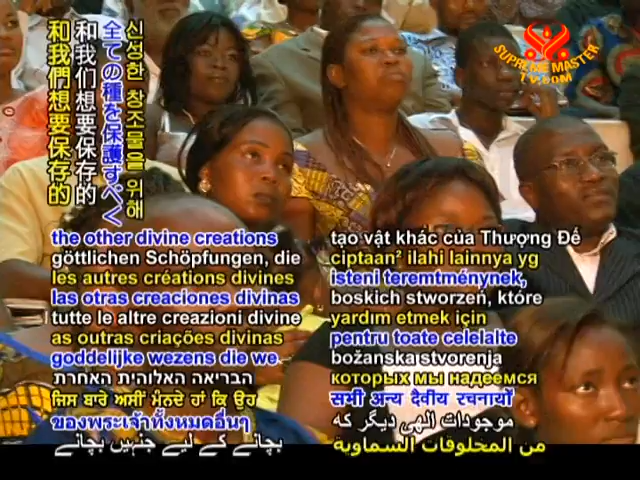 SUPREME MASTER
TV.COM
和我們想要保存的
和我们想要保存的
全ての種を保護すべく
신성한 창조물을 위해
the other divine creations
göttlichen Schöpfungen, die
les autres créations divines
las otras creaciones divinas
tutte le altre creazioni divine
as outras criações divinas
goddelijke wezens die we
הבריאה האלוהית האחרת
ਜਿਸ ਬਾਰੇ ਅਸੀਂ ਮੰਨਦੇ ਹਾਂ ਕਿ ਉਹ
ของพระเจ้าทั้งหมดอื่นๆ
بچانے کے لیے جنہیں بچانے
tạo vật khác của Thượng Đế
ciptaan² ilahi lainnya yg
isteni teremtménynek,
boskich stworzeń, które
yardım etmek için
pentru toate celelalte
božanska stvorenja
которых мы надеемся
सभी अन्य दैवीय रचनायों
موجودات الهی دیگر که
من المخلوقات السماوية